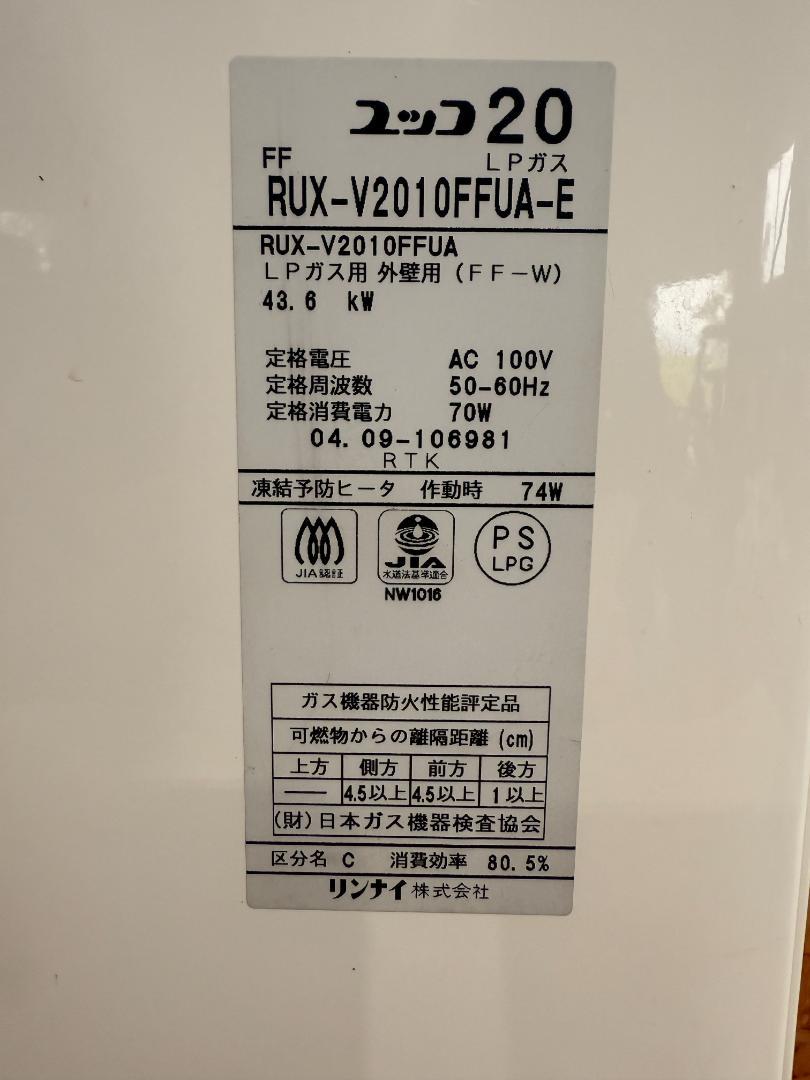 ユッコ20
FF LPガス
RUX-V2010FFUA-E
RUX-V2010FFUA
LPガス用 外壁用 (FF-W)
43.6 kW
定格電圧 AC 100V
定格周波数 50-60Hz
定格消費電力 70W
04.09-106981
RTK
凍結予防ヒータ 作動時 74W
JIA認証
JIA
水道法基準適合
NW1016
PS
LPG
ガス機器防火性能評定品
可燃物からの離隔距離 (cm)
上方 側方 前方 後方
── 4.5以上 4.5以上 1以上
(財)日本ガス機器検査協会
区分名 C 消費効率 80.5%
リンナイ株式会社